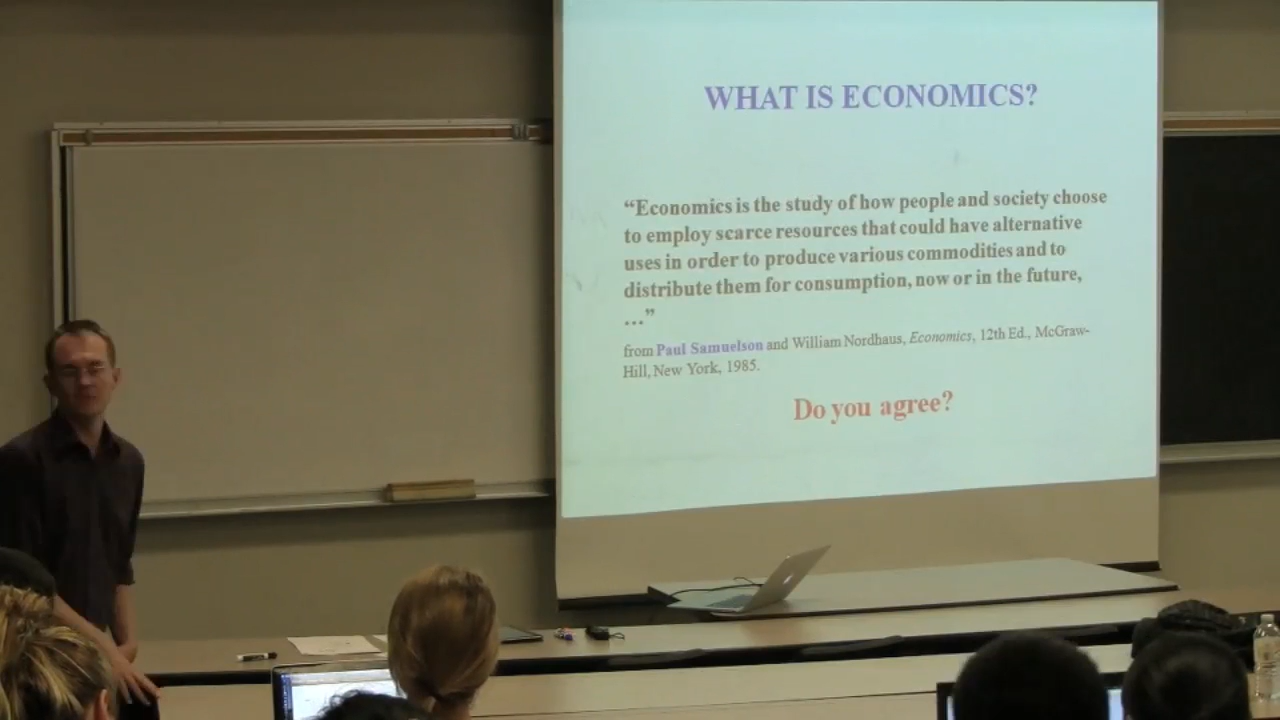 WHAT IS ECONOMICS?
“Economics is the study of how people and society choose
to employ scarce resources that could have alternative
uses in order to produce various commodities and to
distribute them for consumption, now or in the future,
…”
from Paul Samuelson and William Nordhaus, Economics, 12th Ed., McGraw-
Hill, New York, 1985.
Do you agree?